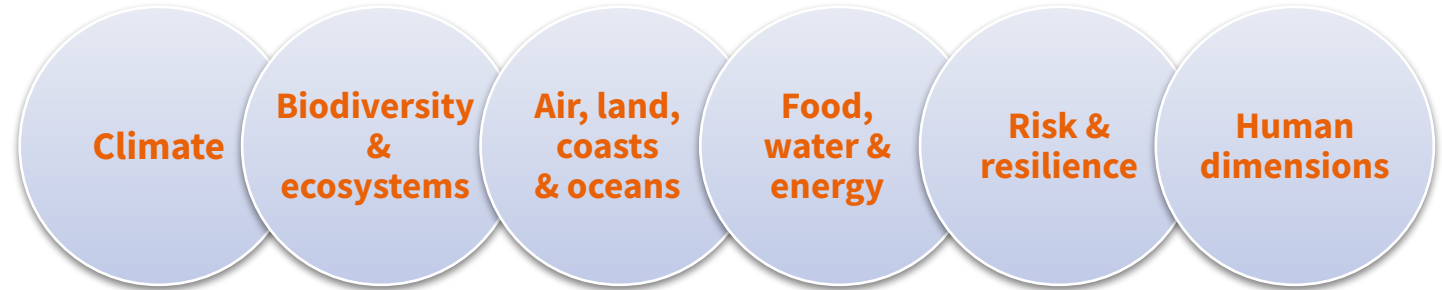 Climate
Biodiversity
&
ecosystems
Air, land,
coasts
& oceans
Food,
water &
energy
Risk &
resilience
Human
dimensions